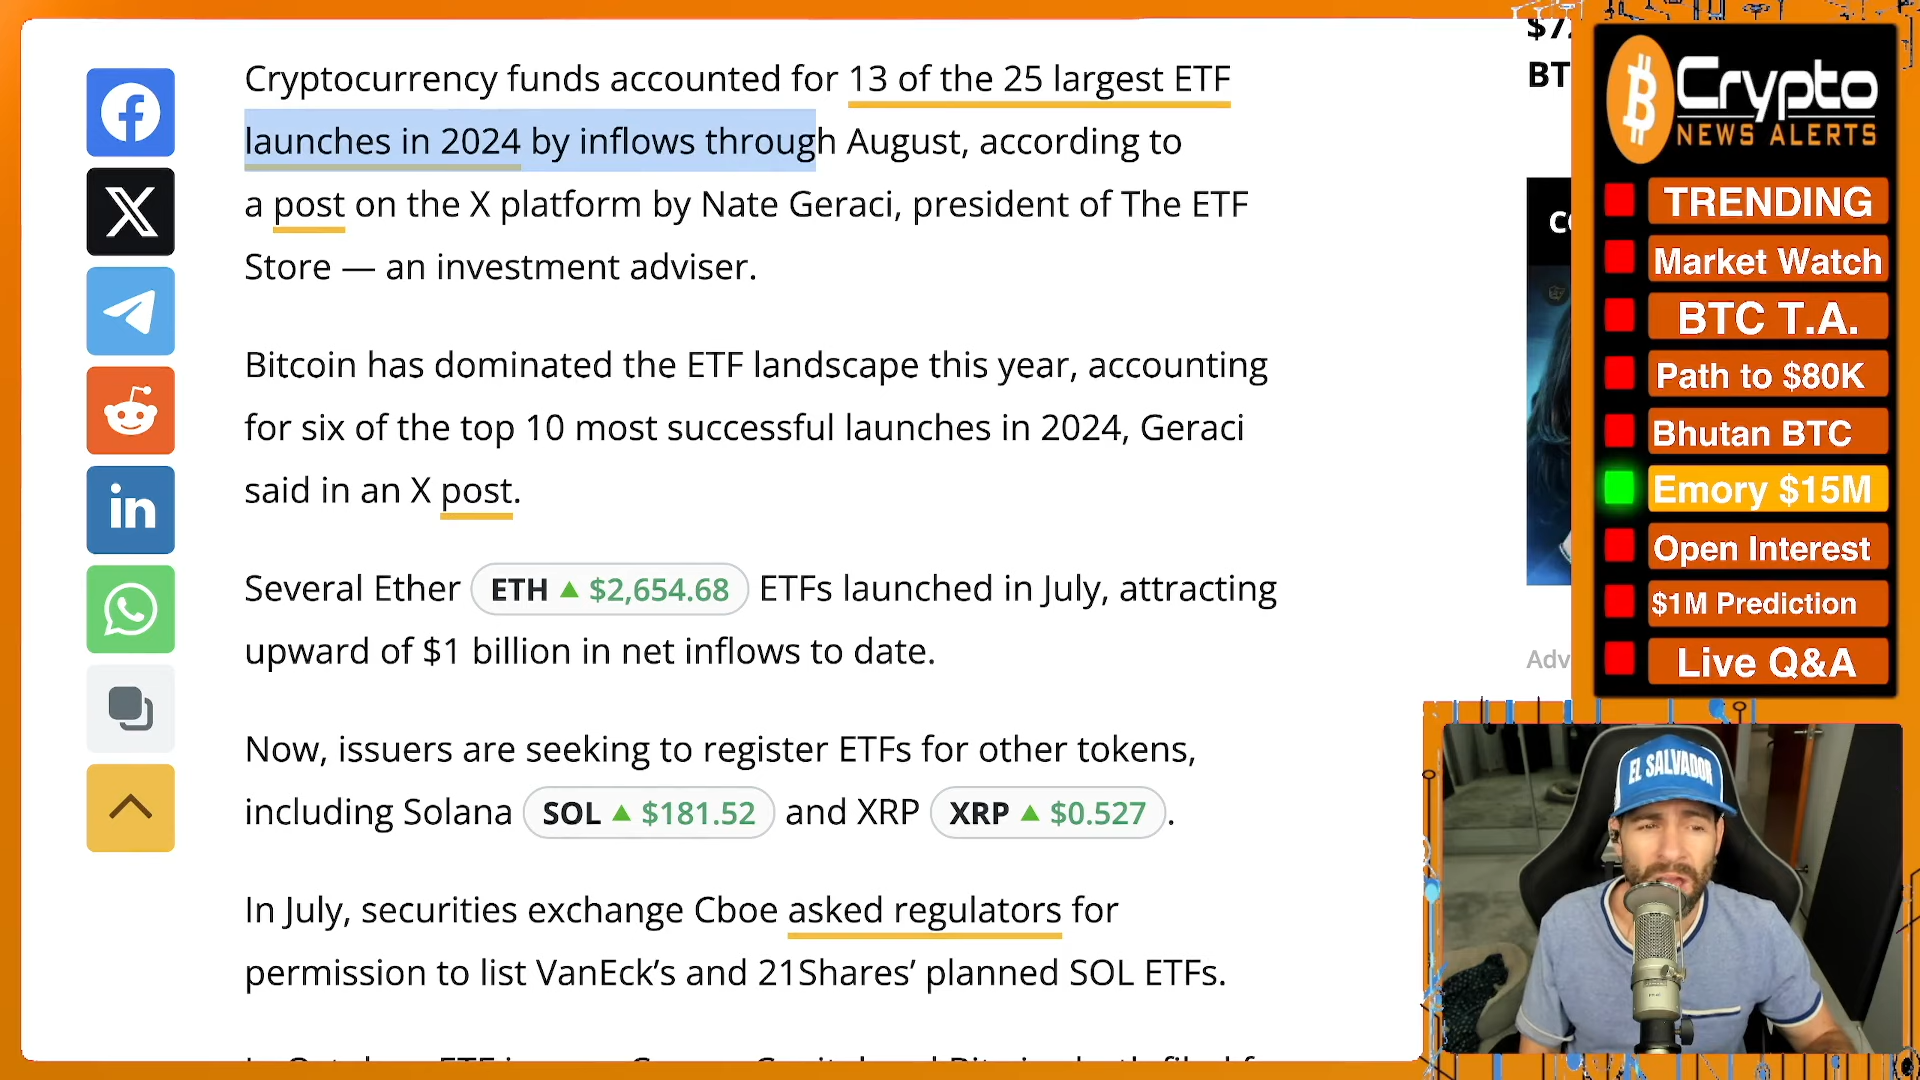 Cryptocurrency funds accounted for 13 of the 25 largest ETF
launches in 2024 by inflows through August, according to
a post on the X platform by Nate Geraci, president of The ETF
Store — an investment adviser.
Bitcoin has dominated the ETF landscape this year, accounting
for six of the top 10 most successful launches in 2024, Geraci
said in an X post.
Several Ether ETH ▲ $2,654.68 ETFs launched in July, attracting
upward of $1 billion in net inflows to date.
Now, issuers are seeking to register ETFs for other tokens,
including Solana SOL ▲ $181.52 and XRP XRP ▲ $0.527.
In July, securities exchange Cboe asked regulators for
permission to list VanEck’s and 21Shares’ planned SOL ETFs.
BT
Adv
Crypto
NEWS ALERTS
TRENDING
Market Watch
BTC T.A.
Path to $80K
Bhutan BTC
Emory $15M
Open Interest
$1M Prediction
Live Q&A
EL SALVADOR